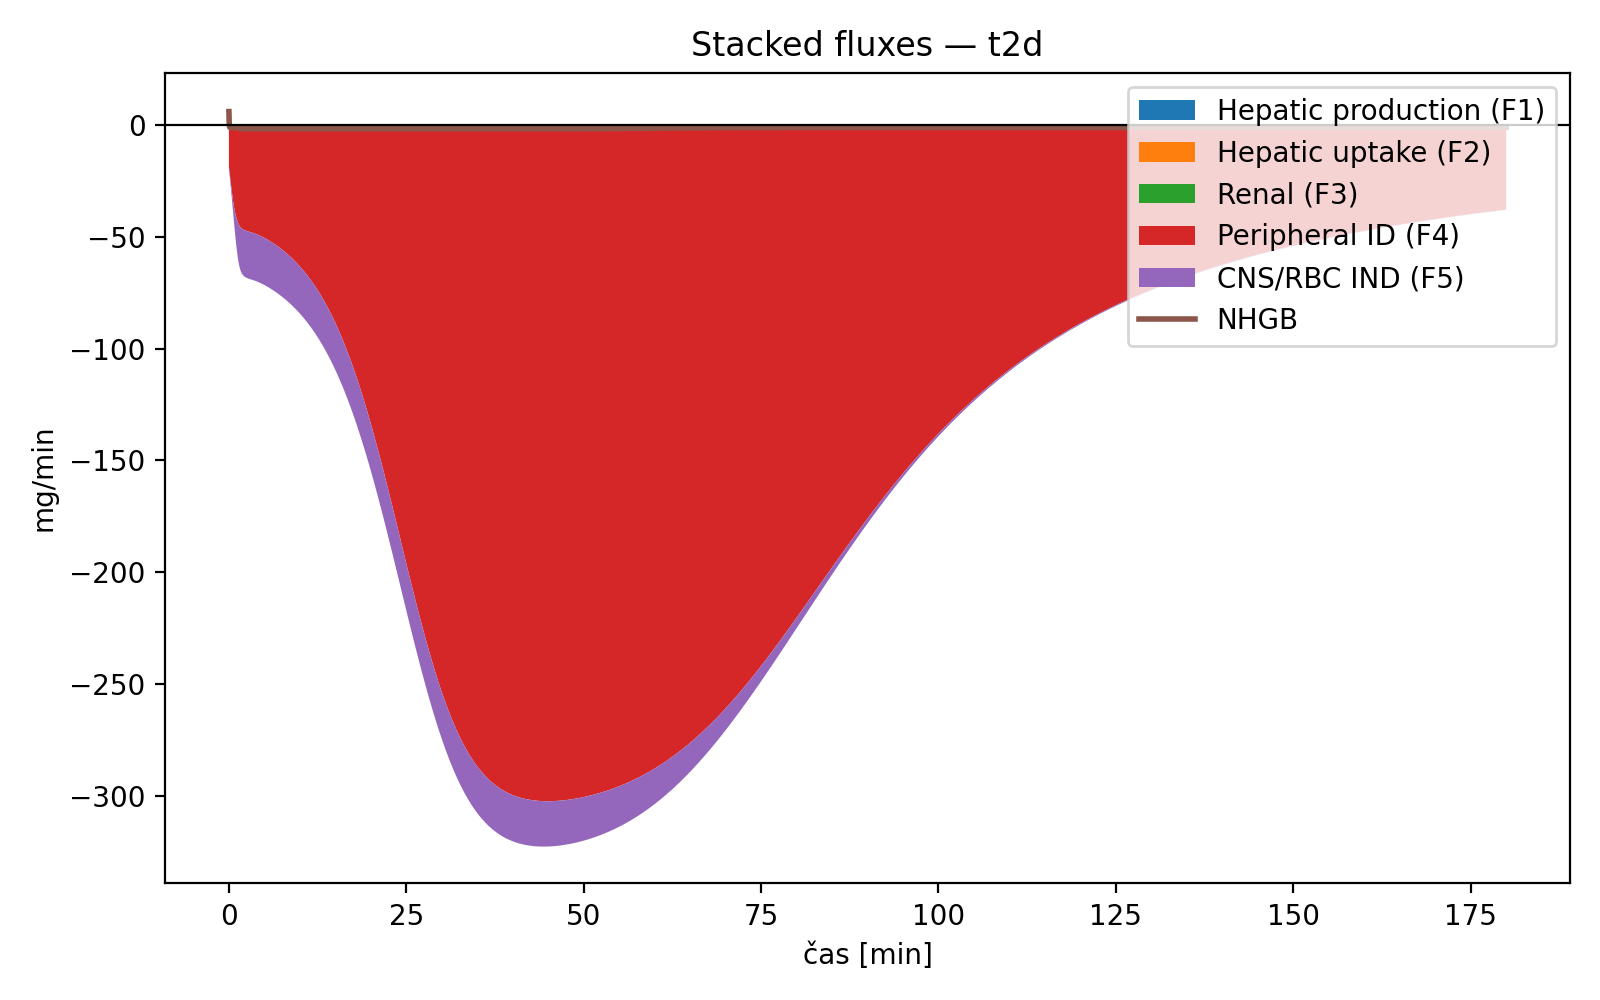 Stacked fluxes — t2d
Hepatic production (F1)
Hepatic uptake (F2)
Renal (F3)
Peripheral ID (F4)
CNS/RBC IND (F5)
NHGB
mg/min
0
−50
−100
−150
−200
−250
−300
0 25 50 75 100 125 150 175
čas [min]